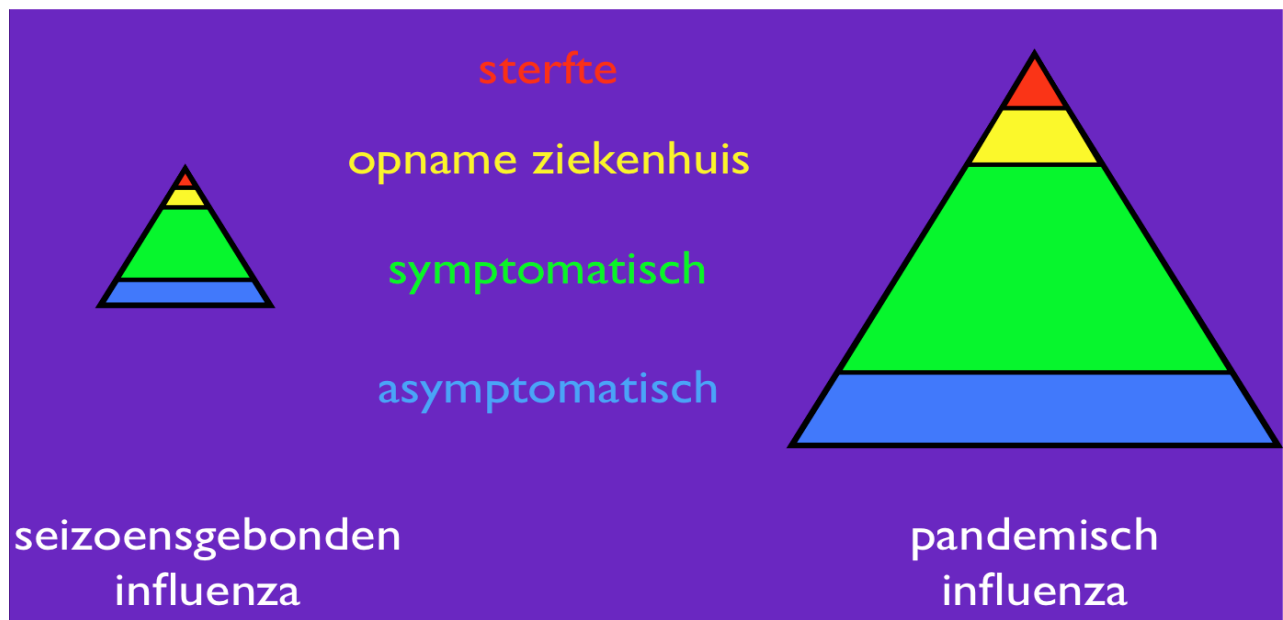 sterfte
opname ziekenhuis
symptomatisch
asymptomatisch
seizoensgebonden
influenza
pandemisch
influenza